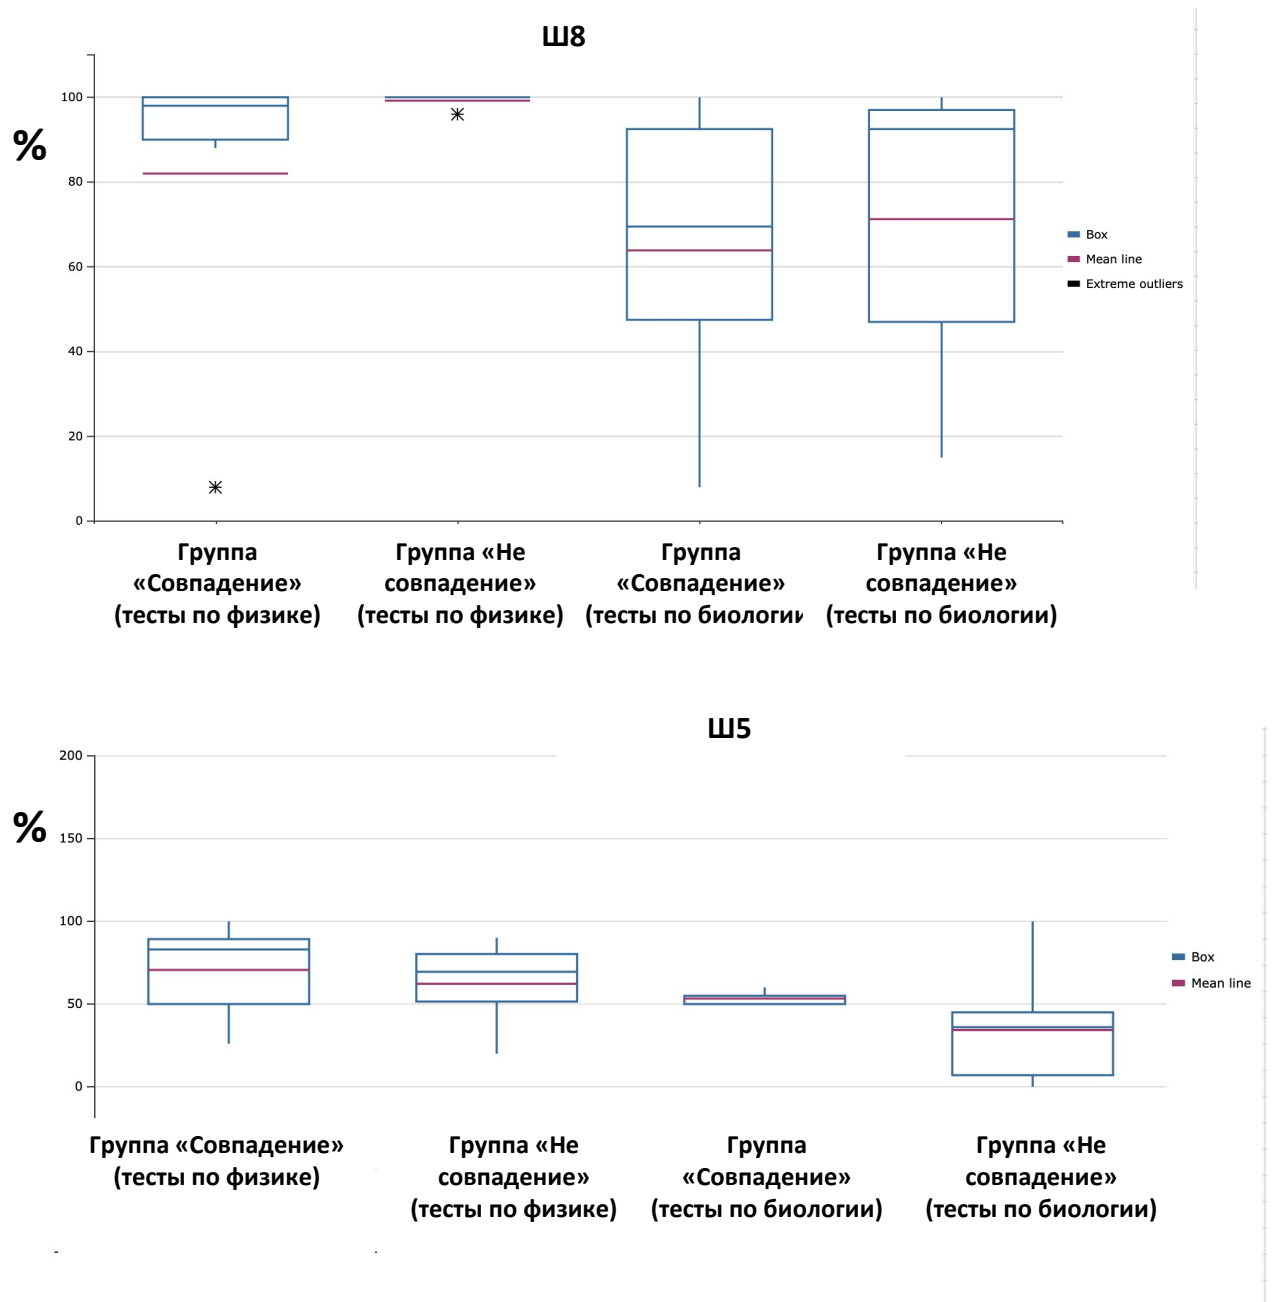 Ш8
%
100
80
60
40
20
0
Box
Mean line
Extreme outliers
Группа
«Совпадение»
(тесты по физике)
Группа «Не
совпадение»
(тесты по физике)
Группа
«Совпадение»
(тесты по биологии
Группа «Не
совпадение»
(тесты по биологии)
Ш5
%
200
150
100
50
0
Box
Mean line
Группа «Совпадение»
(тесты по физике)
Группа «Не
совпадение»
(тесты по физике)
Группа
«Совпадение»
(тесты по биологии)
Группа «Не
совпадение»
(тесты по биологии)